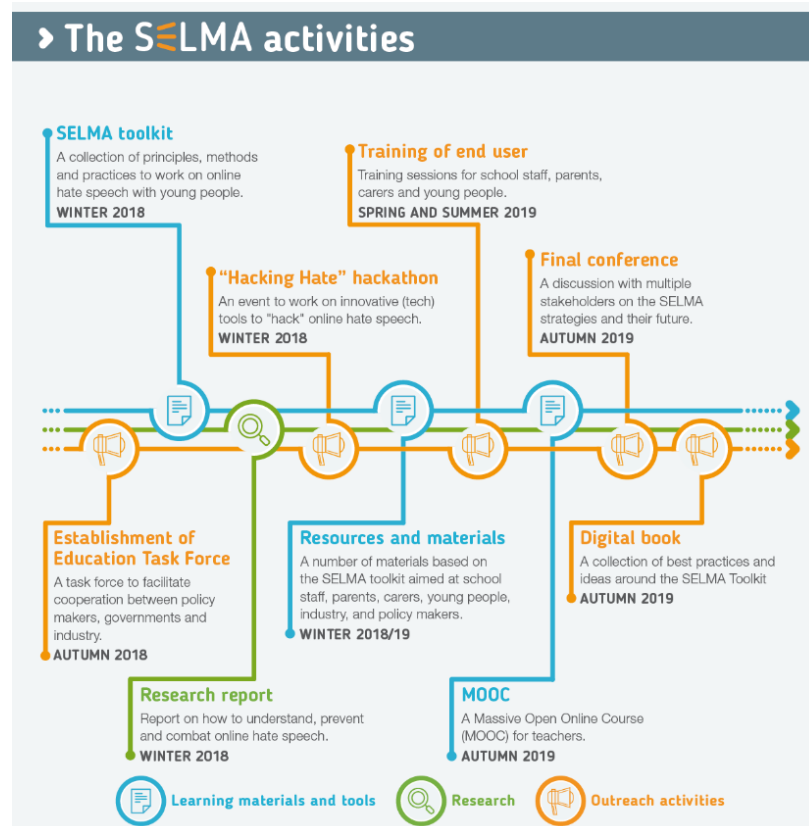 The SELMA activities
SELMA toolkit
A collection of principles, methods
and practices to work on online
hate speech with young people.
WINTER 2018
Training of end user
Training sessions for school staff, parents,
carers and young people.
SPRING AND SUMMER 2019
"Hacking Hate" hackathon
An event to work on innovative (tech)
tools to "hack" online hate speech.
WINTER 2018
Final conference
A discussion with multiple
stakeholders on the SELMA
strategies and their future.
AUTUMN 2019
Establishment of
Education Task Force
A task force to facilitate
cooperation between policy
makers, governments and
industry.
AUTUMN 2018
Resources and materials
A number of materials based on
the SELMA toolkit aimed at school
staff, parents, carers, young people,
industry, and policy makers.
WINTER 2018/19
Digital book
A collection of best practices and
ideas around the SELMA Toolkit
AUTUMN 2019
Research report
Report on how to understand, prevent
and combat online hate speech.
WINTER 2018
MOOC
A Massive Open Online Course
(MOOC) for teachers.
AUTUMN 2019
Learning materials and tools
Research
Outreach activities